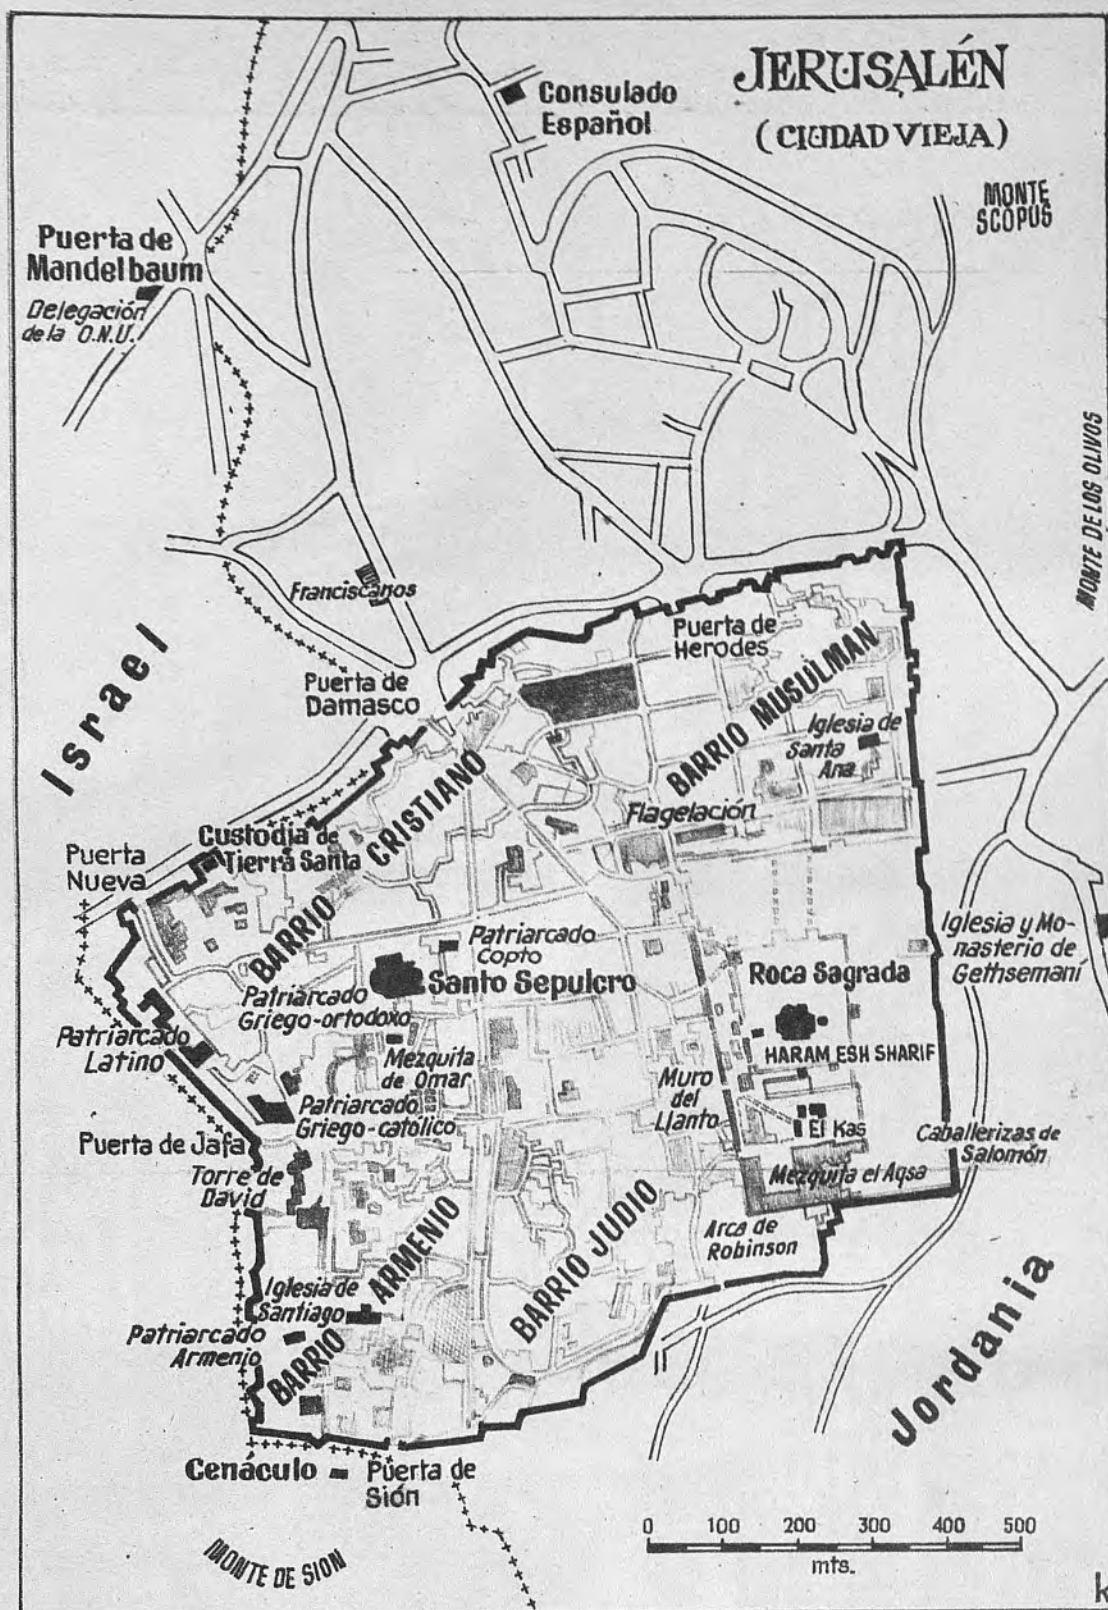 JERUSALÉN
(CIUDAD VIEJA)
Consulado
Español
MONTE
SCOPUS
Puerta de
Mandelbaum
Delegación
de la O.N.U.
MONTE DE LOS OLIVOS
Franciscanos
Puerta de
Herodes
Israel
Puerta de
Damasco
BARRIO MUSULMAN
Iglesia de
Santa
Ana
BARRIO CRISTIANO
Flagelación
Custodia de
Tierra Santa
Puerta
Nueva
Patriarcado
Copto
Iglesia y Mo-
nasterio de
Gethsemaní
Santo Sepulcro
Roca Sagrada
Patriarcado
Griego-ortodoxo
Patriarcado
Latino
Mezquita
de Omar
HARAM ESH SHARIF
Muro
del
Llanto
Patriarcado
Griego-católico
El Kas
Puerta de Jafa
Caballerizas de
Salomón
Torre de
David
Mezquita el Aqsa
BARRIO ARMENIO
BARRIO JUDIO
Arca de
Robinson
Iglesia de
Santiago
Patriarcado
Armenio
Jordania
Cenáculo
Puerta de
Sión
MONTE DE SION
0 100 200 300 400 500
mts.
k